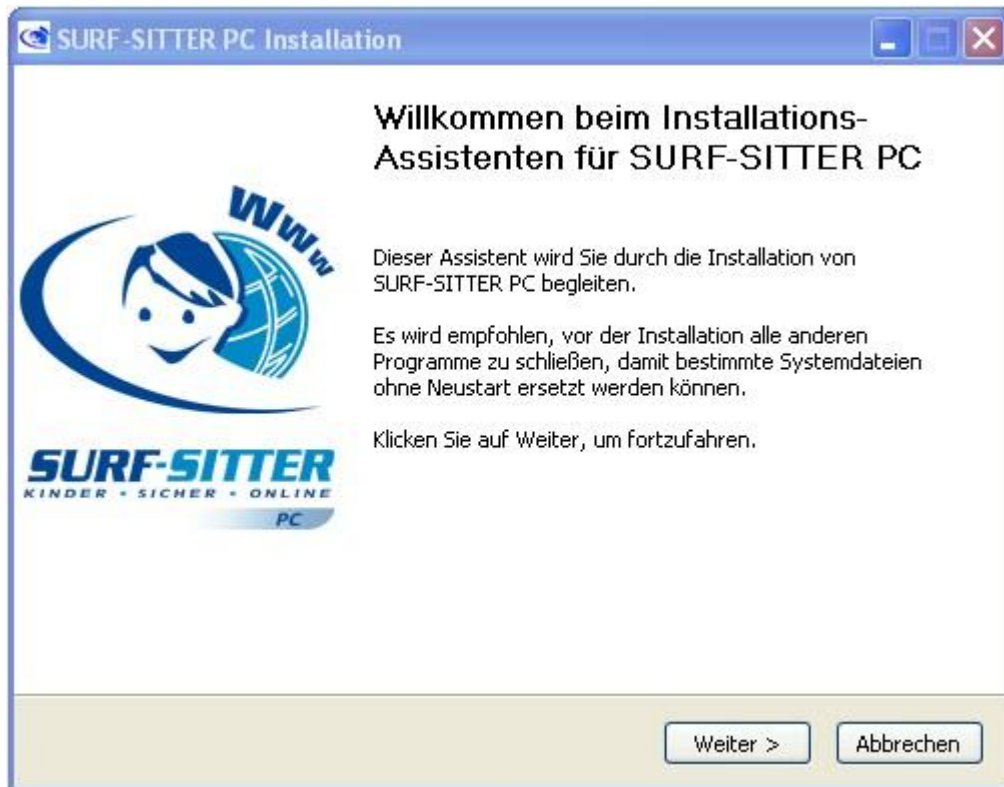 SURF-SITTER PC Installation
Willkommen beim Installations-
Assistenten für SURF-SITTER PC
Www
Dieser Assistent wird Sie durch die Installation von
SURF-SITTER PC begleiten.
Es wird empfohlen, vor der Installation alle anderen
Programme zu schließen, damit bestimmte Systemdateien
ohne Neustart ersetzt werden können.
Klicken Sie auf Weiter, um fortzufahren.
SURF-SITTER
KINDER • SICHER • ONLINE
PC
Weiter >
Abbrechen